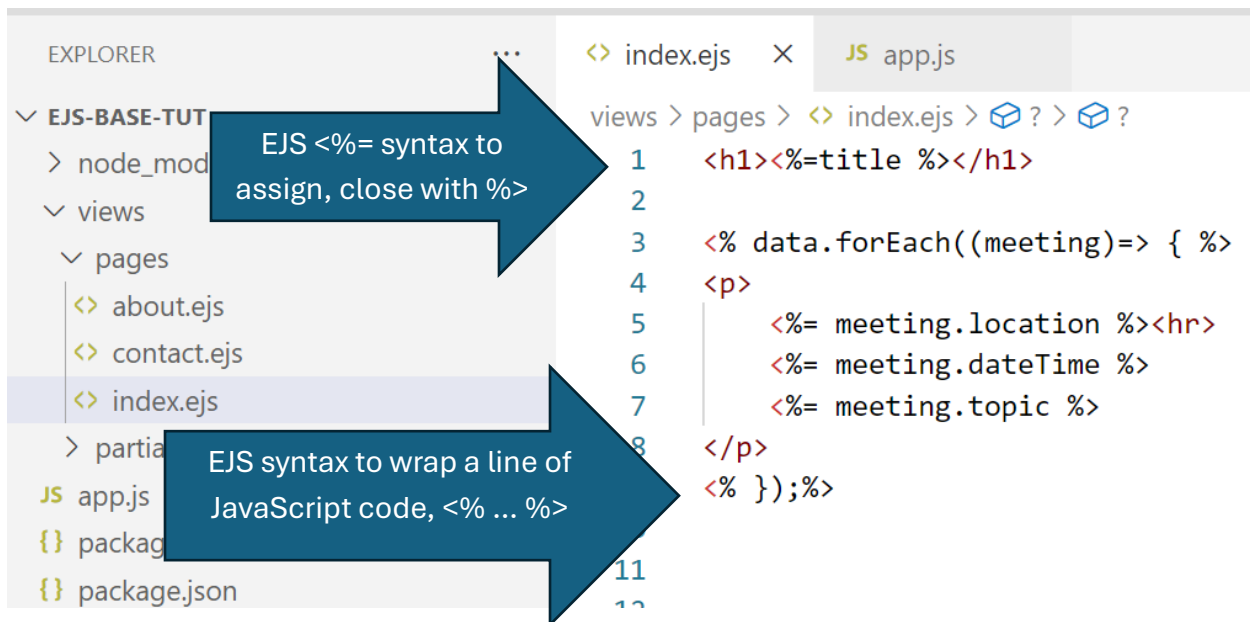 EXPLORER ...
EJS-BASE-TUT
node_mod
views
pages
about.ejs
contact.ejs
index.ejs
partia
JS app.js
{} packag
{} package.json
EJS <%= syntax to
assign, close with %>
EJS syntax to wrap a line of
JavaScript code, <% ... %>
<> index.ejs × JS app.js
views > pages > <> index.ejs > ? > ?
1 <h1><%=title %></h1>
2
3 <% data.forEach((meeting)=> { %>
4 <p>
5 <%= meeting.location %><hr>
6 <%= meeting.dateTime %>
7 <%= meeting.topic %>
8 </p>
<% });%>
11